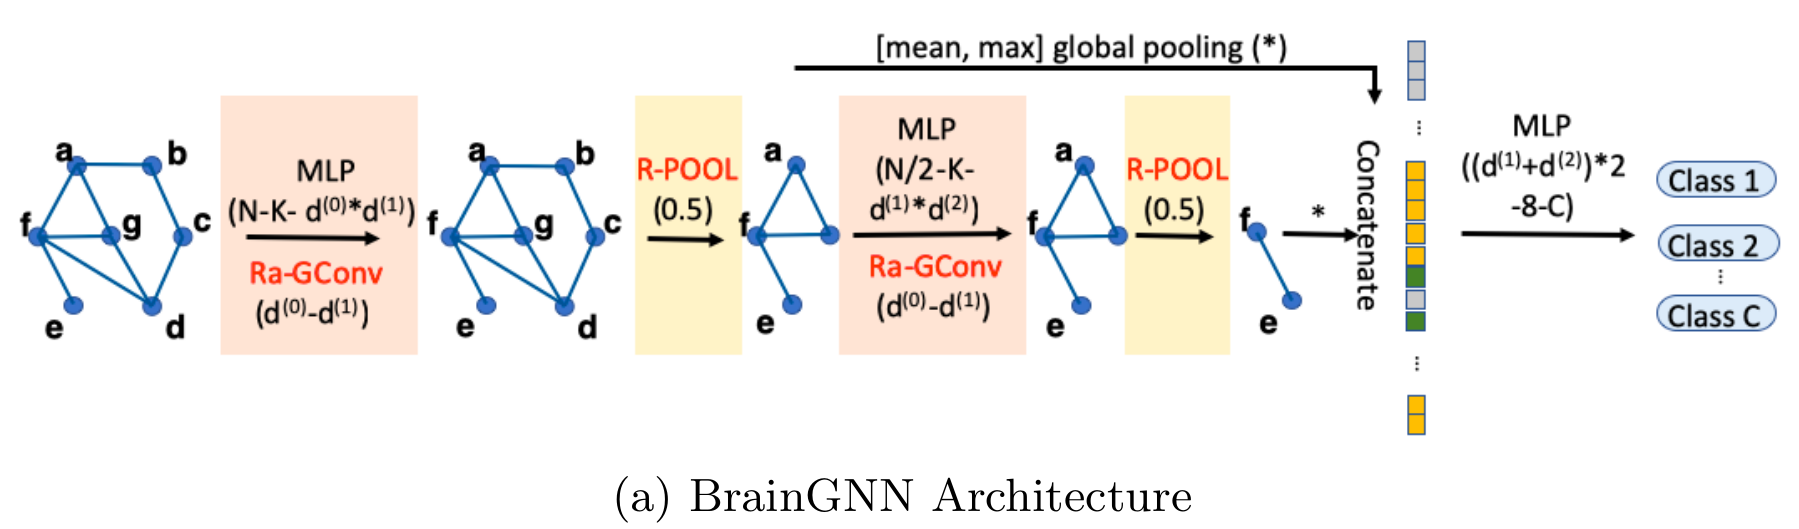 [mean, max] global pooling (*)
a b
f g c
e d
MLP
(N-K- d(0)*d(1))
Ra-GConv
(d(0)-d(1))
a b
f g c
e d
R-POOL
(0.5)
a
f
e
MLP
(N/2-K-
d(1)*d(2))
Ra-GConv
(d(0)-d(1))
a
f
e
R-POOL
(0.5)
f
e
*
Concatenate
...
...
MLP
((d(1)+d(2))*2
-8-C)
Class 1
Class 2
...
Class C
(a) BrainGNN Architecture